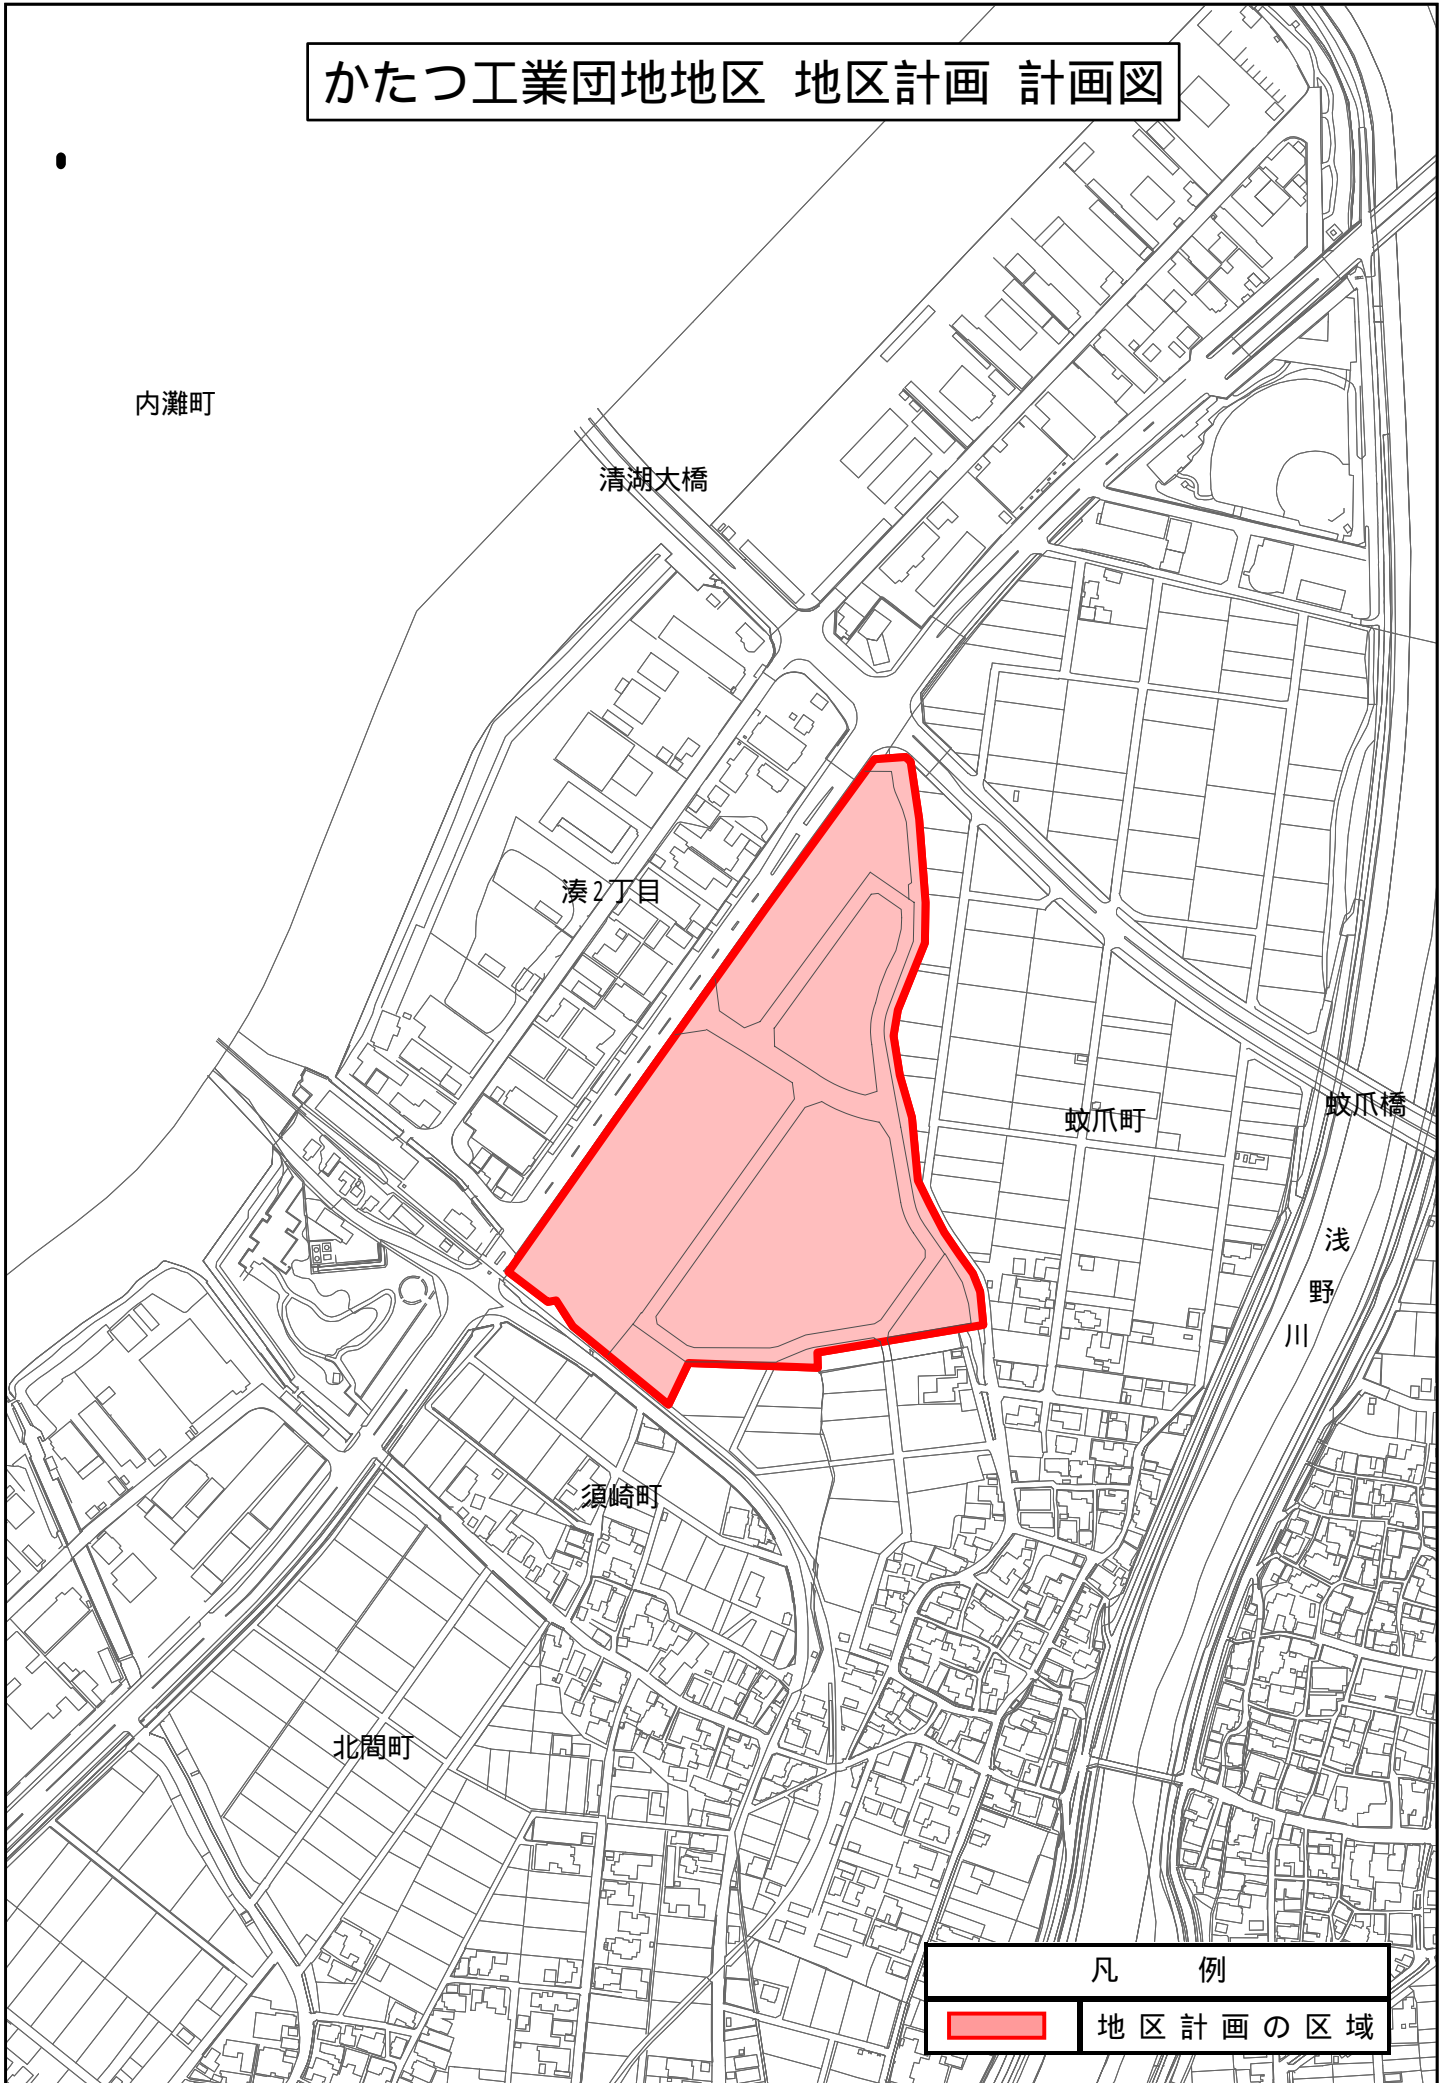 かたつ工業団地地区 地区計画 計画図
内灘町
清湖大橋
湊2丁目
蚊爪町
蚊爪橋
浅野川
須崎町
北間町
凡 例
地区計画の区域